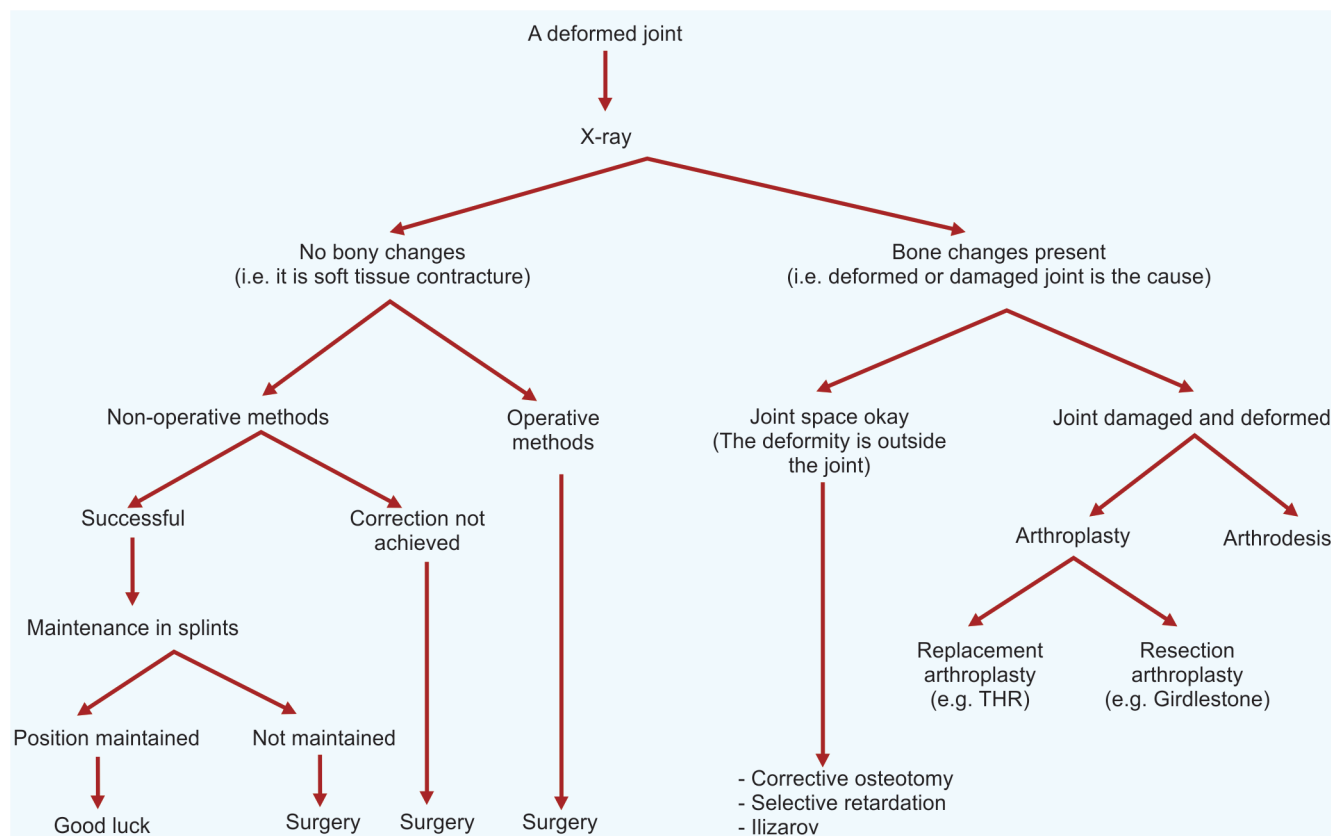 A deformed joint
X-ray
No bony changes
(i.e. it is soft tissue contracture)
Bone changes present
(i.e. deformed or damaged joint is the cause)
Non-operative methods
Operative
methods
Joint space okay
(The deformity is outside
the joint)
Joint damaged and deformed
Successful
Correction not
achieved
Arthroplasty
Arthrodesis
Maintenance in splints
Replacement
arthroplasty
(e.g. THR)
Resection
arthroplasty
(e.g. Girdlestone)
Position maintained
Not maintained
- Corrective osteotomy
- Selective retardation
- Ilizarov
Good luck
Surgery
Surgery
Surgery